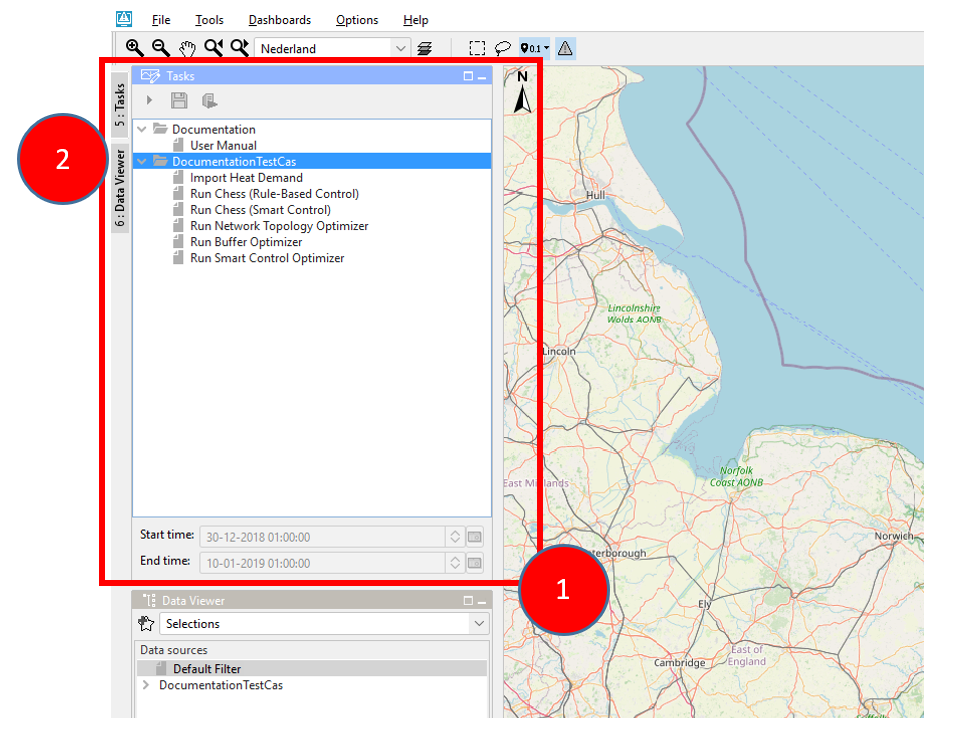 File Tools Dashboards Options Help
Nederland 0.1
Tasks
5 : Tasks
6 : Data Viewer
2
Documentation
User Manual
DocumentationTestCas
Import Heat Demand
Run Chess (Rule-Based Control)
Run Chess (Smart Control)
Run Network Topology Optimizer
Run Buffer Optimizer
Run Smart Control Optimizer
Start time: 30-12-2018 01:00:00
End time: 10-01-2019 01:00:00
1
Data Viewer
Selections
Data sources
Default Filter
DocumentationTestCas
N
Hull
Lincolnshire
Wolds AONB
Lincoln
Norfolk
Coast AONB
East Midlands
Norwich
terborough
Ely
East of
England
Cambridge